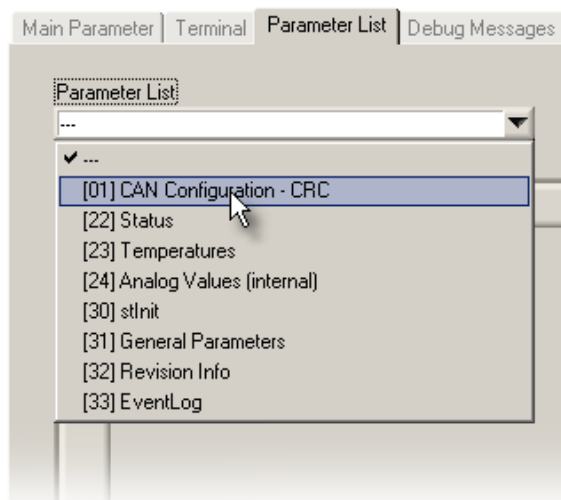 Main Parameter Terminal Parameter List Debug Messages
Parameter List
---
---
[01] CAN Configuration - CRC
[22] Status
[23] Temperatures
[24] Analog Values (internal)
[30] stInit
[31] General Parameters
[32] Revision Info
[33] EventLog